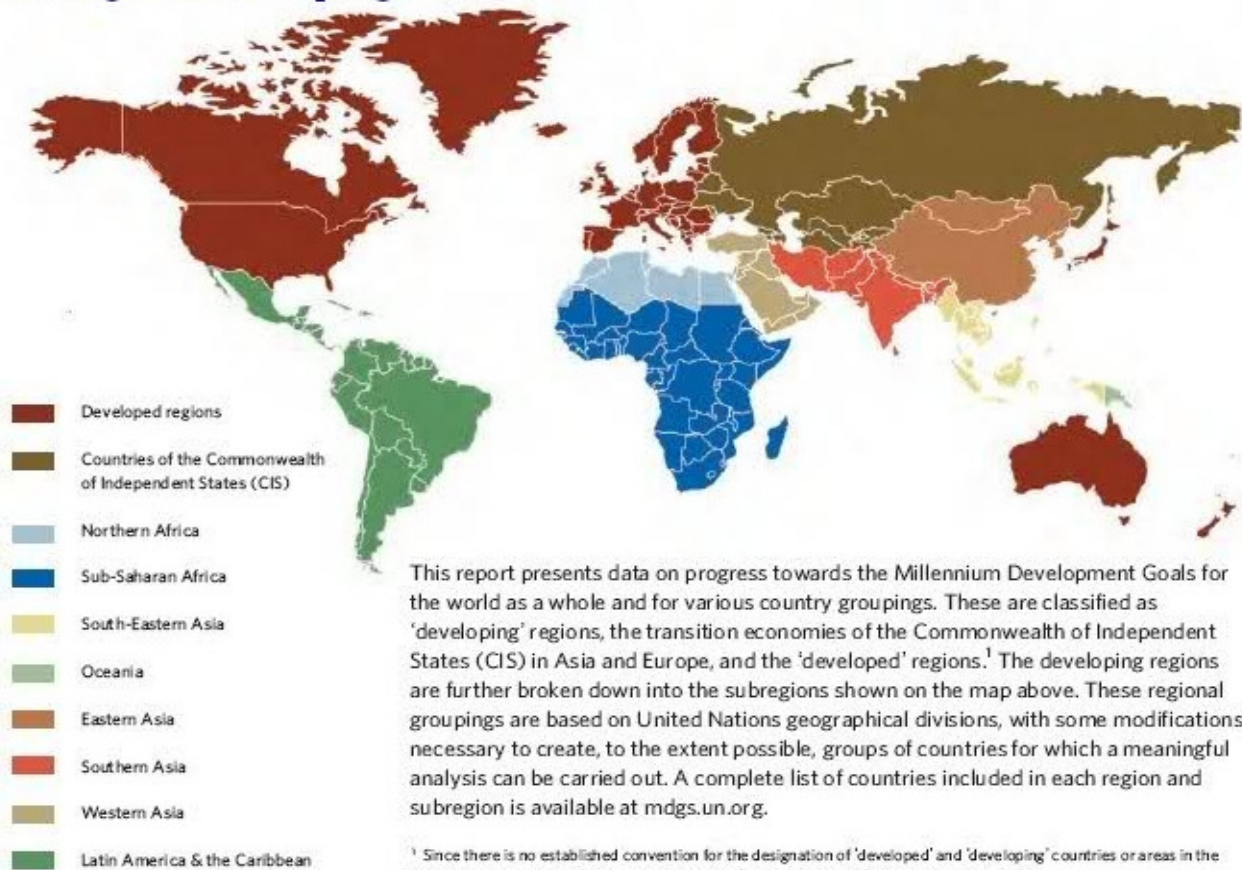 Developed regions
Countries of the Commonwealth
of Independent States (CIS)
Northern Africa
Sub-Saharan Africa
South-Eastern Asia
Oceania
Eastern Asia
Southern Asia
Western Asia
Latin America & the Caribbean
This report presents data on progress towards the Millennium Development Goals for
the world as a whole and for various country groupings. These are classified as
‘developing’ regions, the transition economies of the Commonwealth of Independent
States (CIS) in Asia and Europe, and the ‘developed’ regions.¹ The developing regions
are further broken down into the subregions shown on the map above. These regional
groupings are based on United Nations geographical divisions, with some modifications
necessary to create, to the extent possible, groups of countries for which a meaningful
analysis can be carried out. A complete list of countries included in each region and
subregion is available at mdgs.un.org.
¹ Since there is no established convention for the designation of ‘developed’ and ‘developing’ countries or areas in the